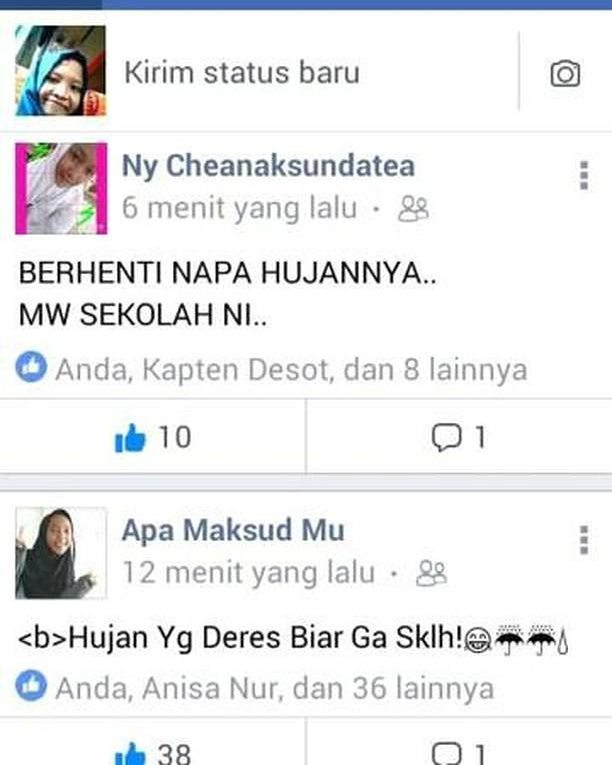 Kirim status baru
Ny Cheanaksundatea
6 menit yang lalu ·
BERHENTI NAPA HUJANNYA..
MW SEKOLAH NI..
Anda, Kapten Desot, dan 8 lainnya
10
1
Apa Maksud Mu
12 menit yang lalu ·
<b>Hujan Yg Deres Biar Ga Sklh!😁☔☔💧
Anda, Anisa Nur, dan 36 lainnya
38
1